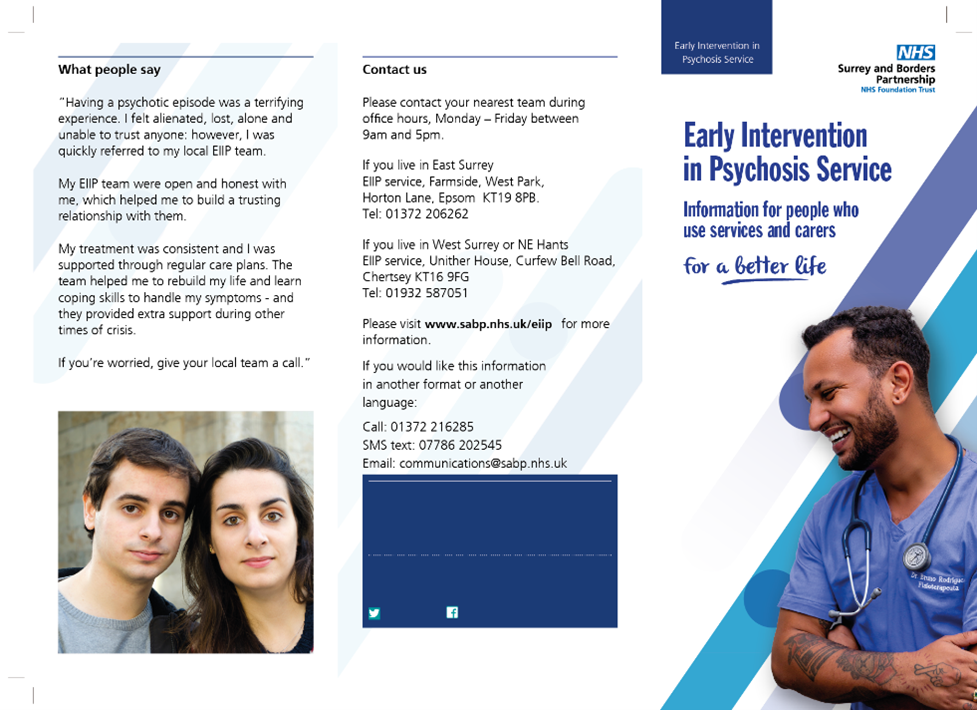 What people say
“Having a psychotic episode was a terrifying
experience. I felt alienated, lost, alone and
unable to trust anyone: however, I was
quickly referred to my local EIIP team.
My EIIP team were open and honest with
me, which helped me to build a trusting
relationship with them.
My treatment was consistent and I was
supported through regular care plans. The
team helped me to rebuild my life and learn
coping skills to handle my symptoms - and
they provided extra support during other
times of crisis.
If you’re worried, give your local team a call.”
Contact us
Please contact your nearest team during
office hours, Monday – Friday between
9am and 5pm.
If you live in East Surrey
EIIP service, Farmside, West Park,
Horton Lane, Epsom KT19 8PB.
Tel: 01372 206262
If you live in West Surrey or NE Hants
EIIP service, Unither House, Curfew Bell Road,
Chertsey KT16 9FG
Tel: 01932 587051
Please visit www.sabp.nhs.uk/eiip for more
information.
If you would like this information
in another format or another
language:
Call: 01372 216285
SMS text: 07786 202545
Email: communications@sabp.nhs.uk
Early Intervention in
Psychosis Service
NHS
Surrey and Borders
Partnership
NHS Foundation Trust
Early Intervention
in Psychosis Service
Information for people who
use services and carers
for a better life
Dr. Bruno Rodrigu
Fisioterapeuta